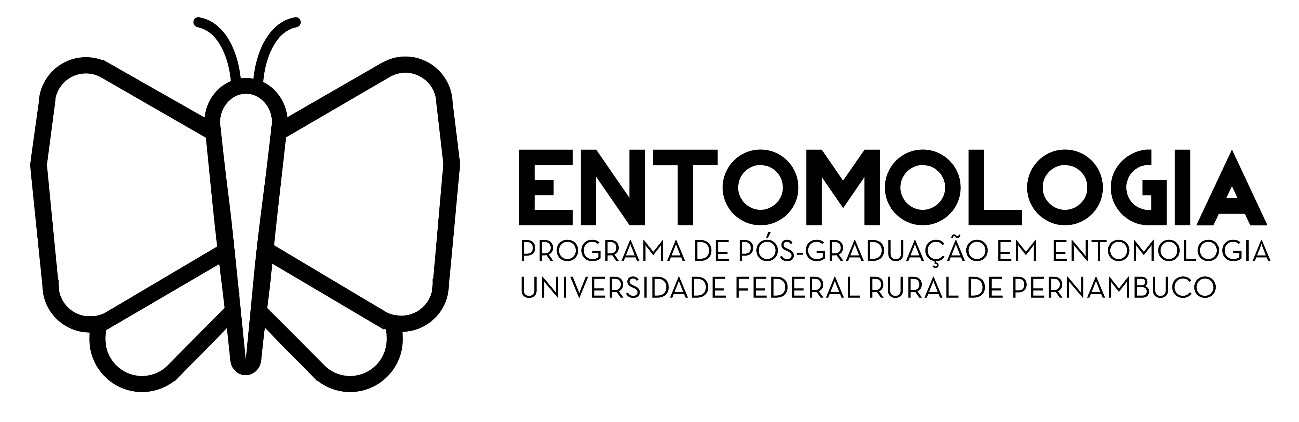 ENTOMOLOGIA
PROGRAMA DE PÓS-GRADUAÇÃO EM ENTOMOLOGIA
UNIVERSIDADE FEDERAL RURAL DE PERNAMBUCO